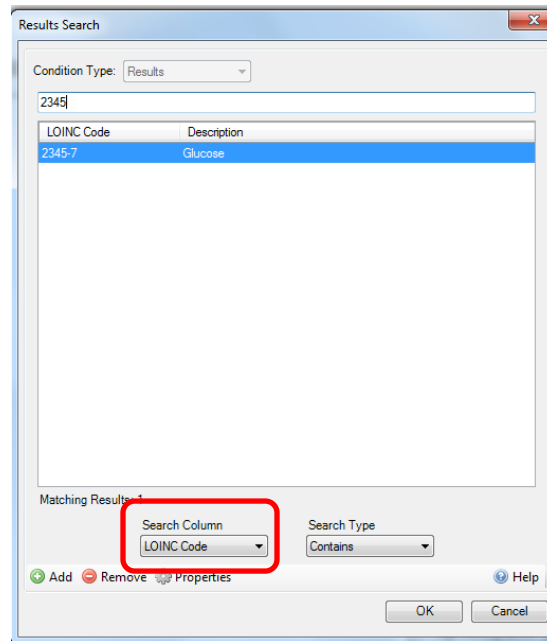 Results Search
Condition Type: Results
2345
LOINC Code Description
2345-7 Glucose
Matching Results: 1
Search Column Search Type
LOINC Code Contains
Add Remove Properties Help
OK Cancel